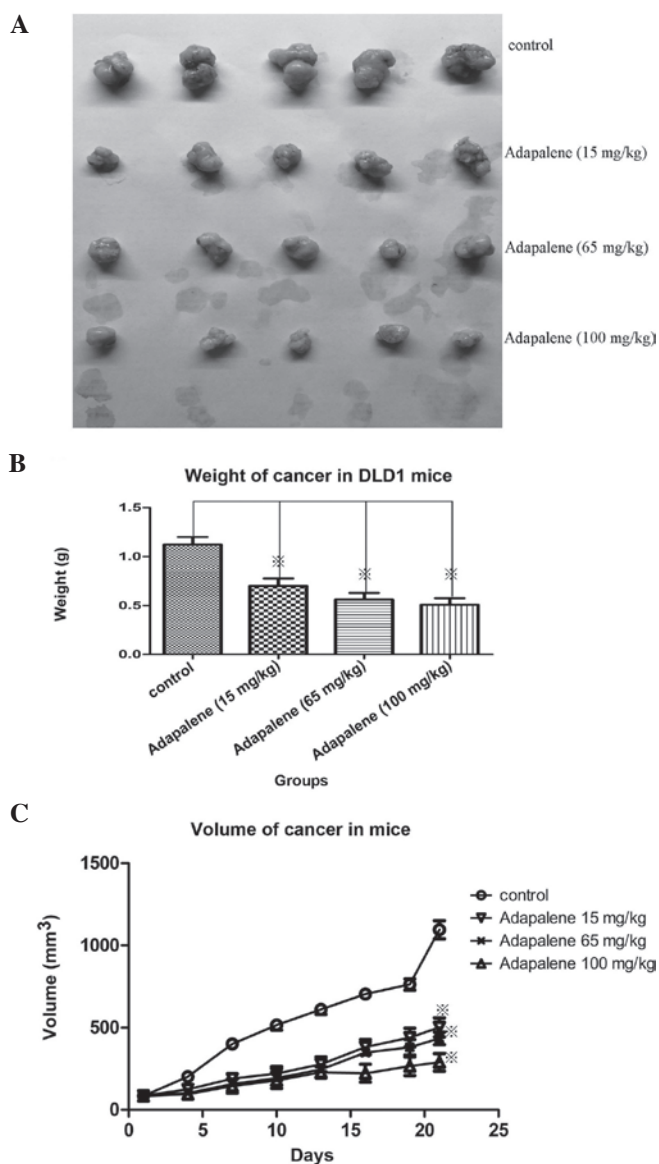 A
control
Adapalene (15 mg/kg)
Adapalene (65 mg/kg)
Adapalene (100 mg/kg)
B
Weight of cancer in DLD1 mice
Weight (g)
1.5
1.0
0.5
0.0
※
※
※
control
Adapalene (15 mg/kg)
Adapalene (65 mg/kg)
Adapalene (100 mg/kg)
Groups
C
Volume of cancer in mice
Volume (mm³)
1500
1000
500
0
control
Adapalene 15 mg/kg
Adapalene 65 mg/kg
Adapalene 100 mg/kg
※
※
※
0 5 10 15 20 25
Days